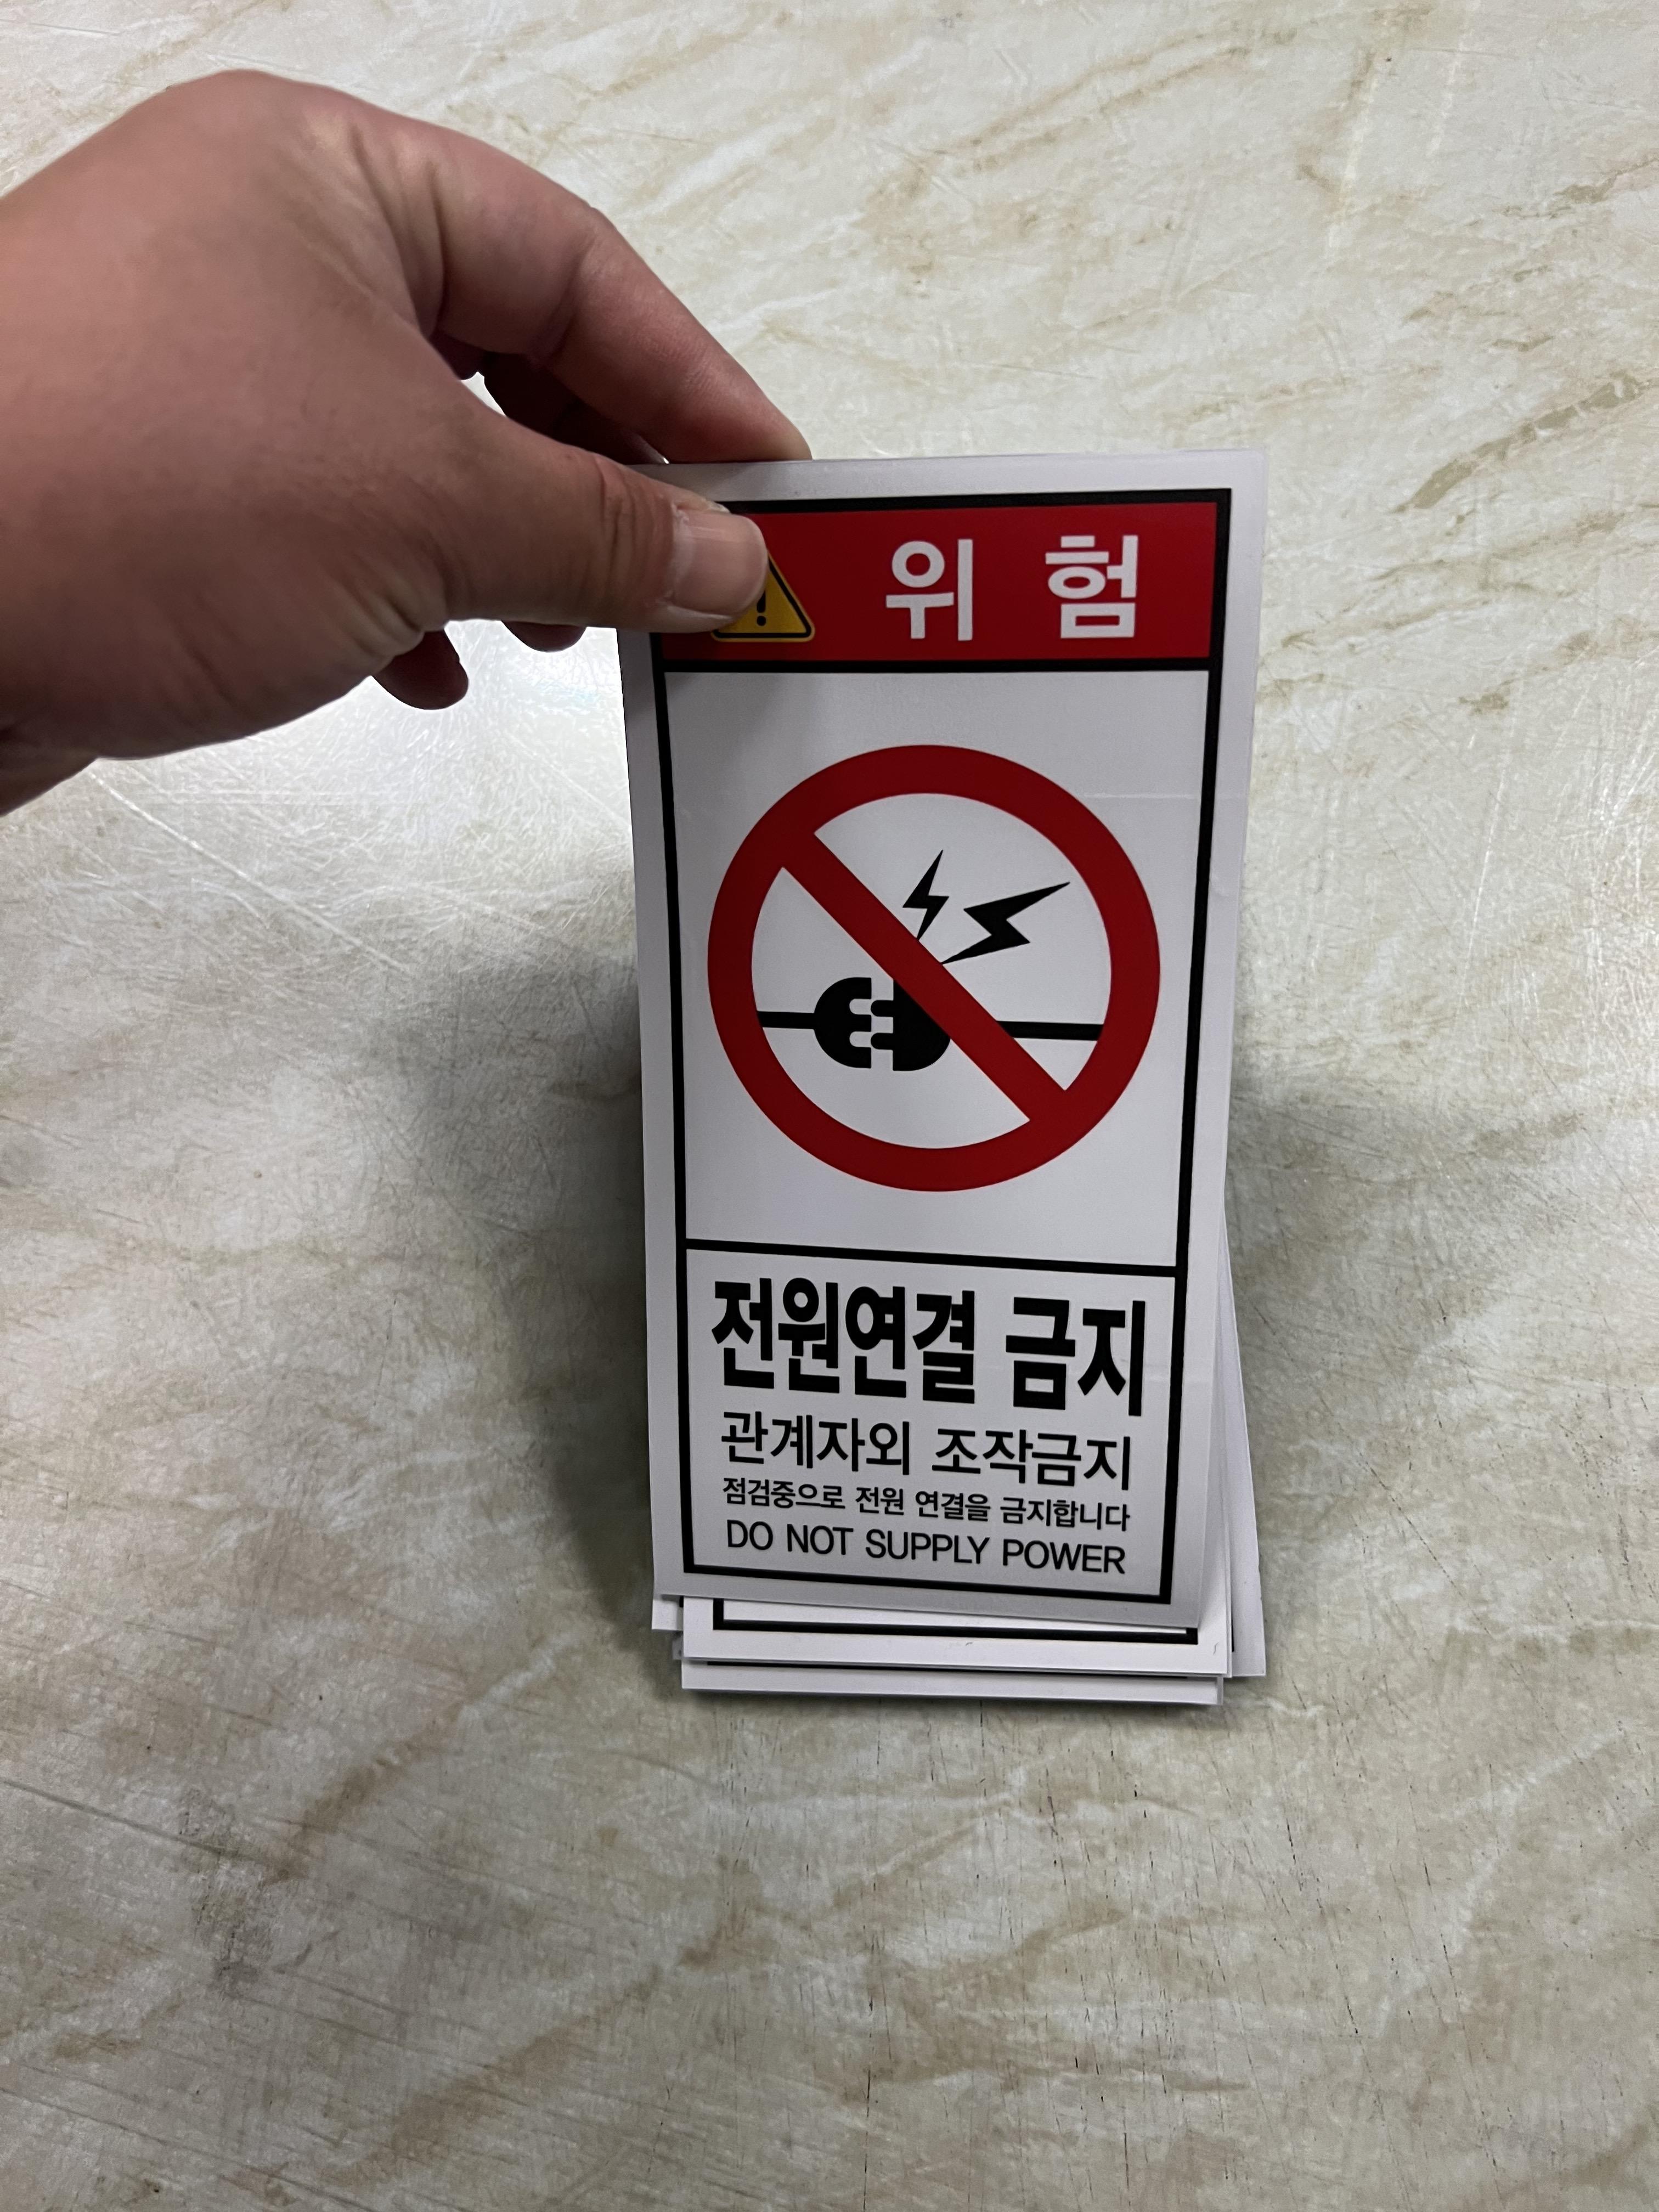 위 험
전원연결 금지
관계자외 조작금지
점검중으로 전원 연결을 금지합니다
DO NOT SUPPLY POWER